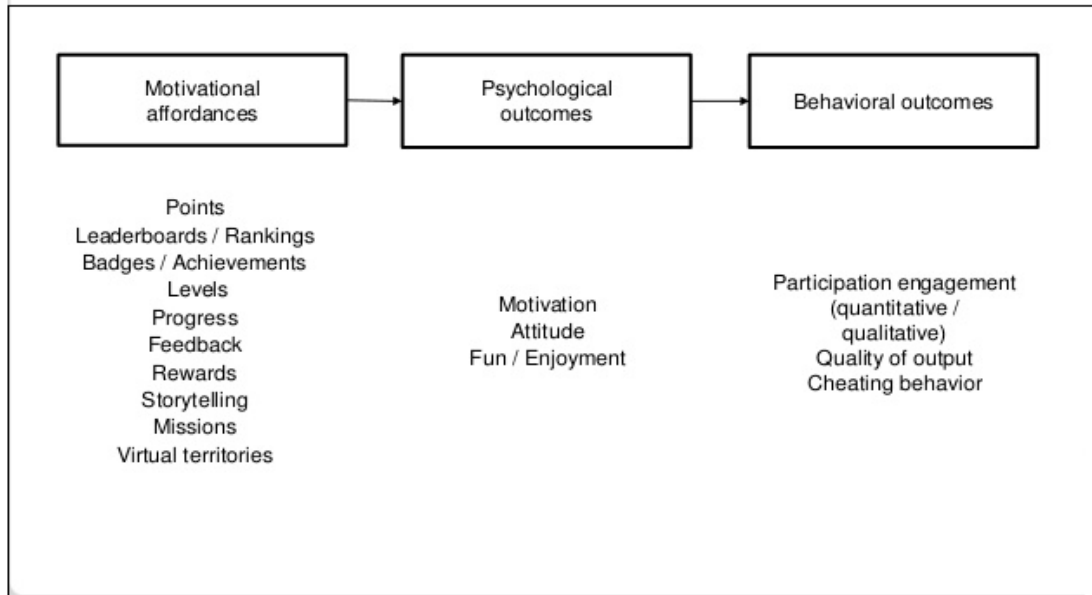 Motivational
affordances
Psychological
outcomes
Behavioral outcomes
Points
Leaderboards / Rankings
Badges / Achievements
Levels
Progress
Feedback
Rewards
Storytelling
Missions
Virtual territories
Motivation
Attitude
Fun / Enjoyment
Participation engagement
(quantitative /
qualitative)
Quality of output
Cheating behavior